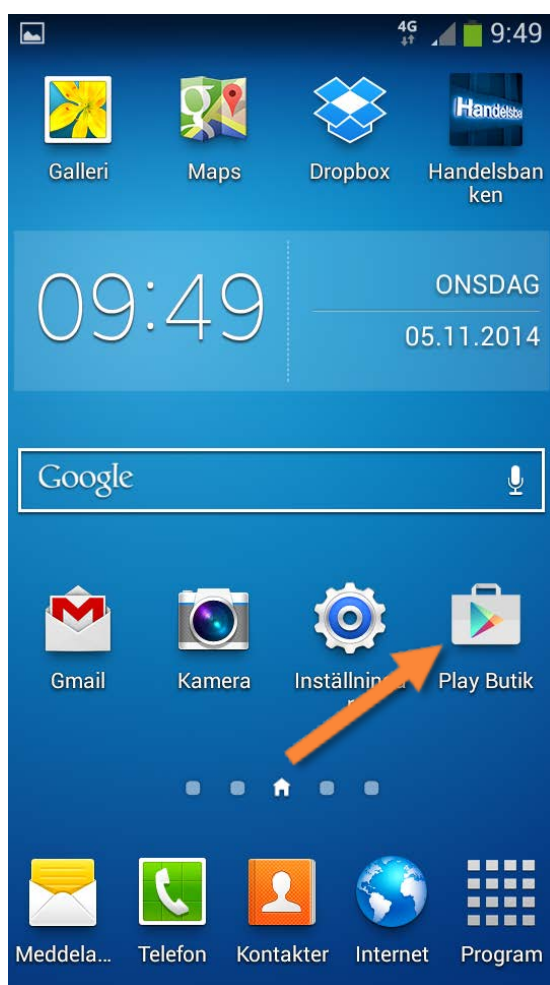 4G 9:49
Galleri Maps Dropbox Handelsban
ken
Handelsba
09:49
ONSDAG
05.11.2014
Google
Gmail Kamera Play Butik
Meddela... Telefon Kontakter Internet Program